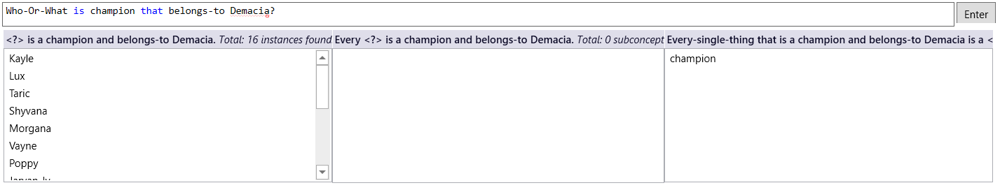 Who-Or-What is champion that belongs-to Demacia?
Enter
<?> is a champion and belongs-to Demacia. Total: 16 instances found
Every <?> is a champion and belongs-to Demacia. Total: 0 subconcept
Every-single-thing that is a champion and belongs-to Demacia is a <
Kayle
Lux
Taric
Shyvana
Morgana
Vayne
Poppy
Jarvan-Iv
champion